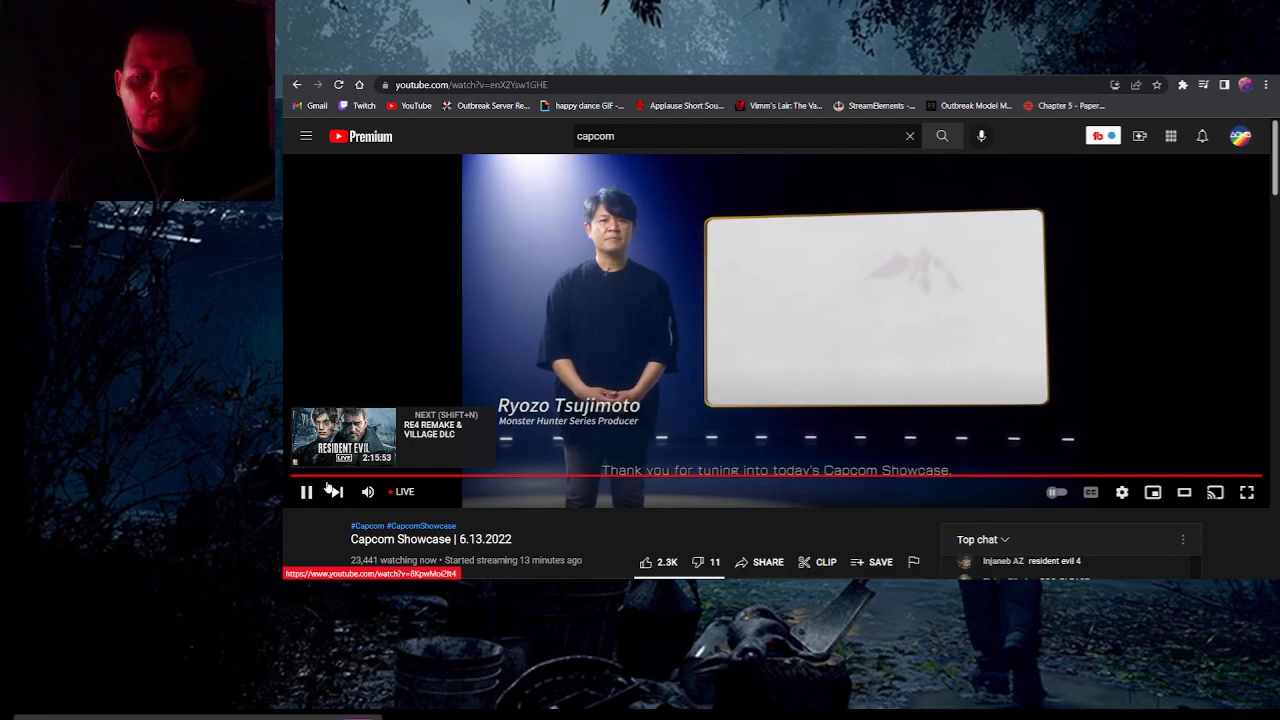 youtube.com/watch?v=enX2Ysw1GHE
Gmail Twitch YouTube Outbreak Server Re... happy dance GIF -... Applause Short Sou... Vimm's Lair: The Va... StreamElements -... Outbreak Model M... Chapter 5 - Paper...
Premium
capcom
fb
Ryozo Tsujimoto
Monster Hunter Series Producer
NEXT (SHIFT+N)
RE4 REMAKE &
VILLAGE DLC
RESIDENT EVIL
LIVE
2:15:53
Thank you for tuning into today's Capcom Showcase.
LIVE
#Capcom #CapcomShowcase
Capcom Showcase | 6.13.2022
23,441 watching now • Started streaming 13 minutes ago
2.3K 11 SHARE CLIP SAVE
Top chat
Injaneb AZ resident evil 4
https://www.youtube.com/watch?v=8KpwMoi2It4